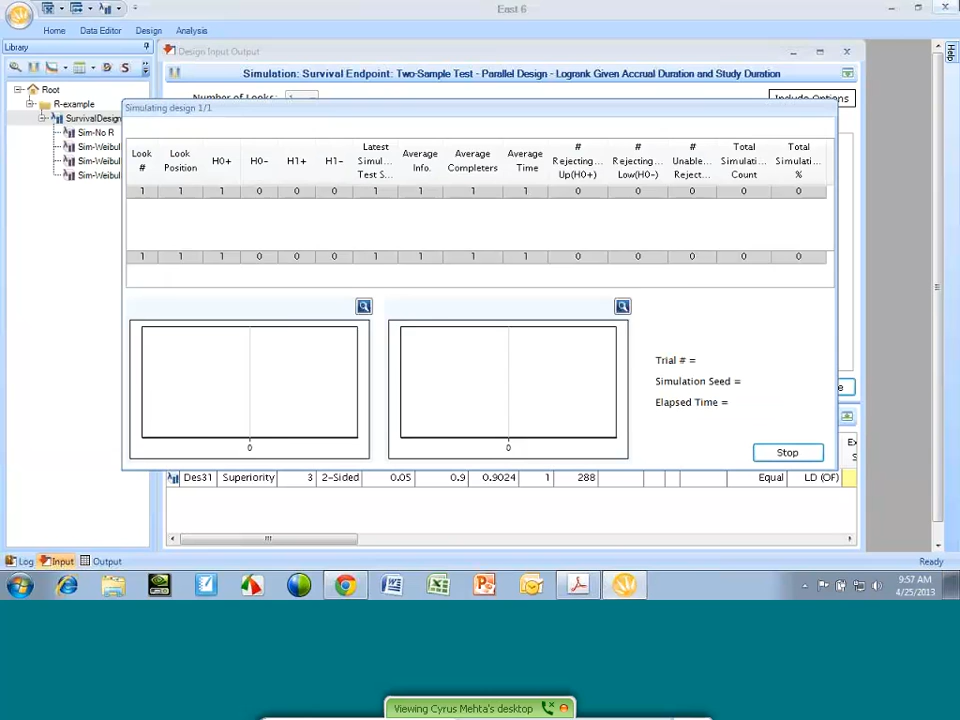 East 6
Home Data Editor Design Analysis
Library
Design Input Output
Help
Simulation: Survival Endpoint: Two-Sample Test - Parallel Design - Logrank Given Accrual Duration and Study Duration
Root
R-example
SurvivalDesign
Sim-No R
Sim-Weibul
Sim-Weibul
Sim-Weibul
Number of Looks: 1
Include Options
Simulating design 1/1
Look # Look Position H0+ H0- H1+ H1- Latest Simul... Test S... Average Info. Average Completers Average Time # Rejecting... Up(H0+) # Rejecting... Low(H0-) # Unable... Reject... Total Simulati... Count Total Simulati... %
1 1 1 0 0 0 1 1 1 1 0 0 0 0 0
1 1 1 0 0 0 1 1 1 1 0 0 0 0 0
0 0
Trial # =
Simulation Seed =
Elapsed Time =
Stop
e
Des31 Superiority 3 2-Sided 0.05 0.9 0.9024 1 288 Equal LD (OF)
Log Input Output Ready
9:57 AM
4/25/2013
Viewing Cyrus Mehta's desktop